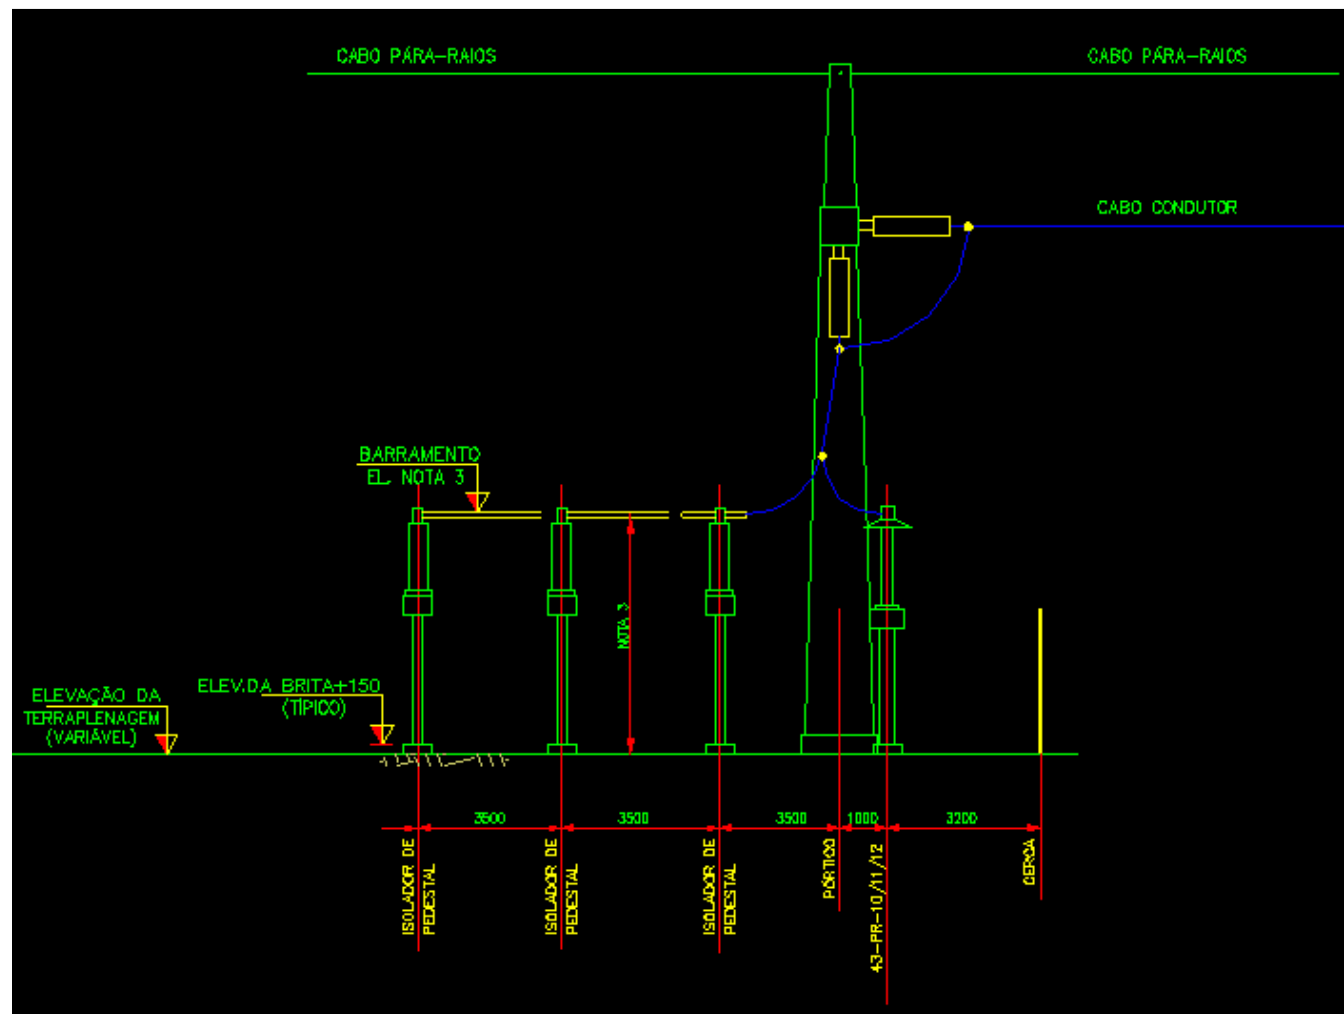 CABO PÁRA-RAIOS
CABO PÁRA-RAIOS
CABO CONDUTOR
BARRAMENTO
EL. NOTA 3
NOTA 3
ELEV.DA BRITA+150
(TÍPICO)
ELEVAÇÃO DA
TERRAPLENAGEM
(VARIÁVEL)
3500
3500
3500
1000
3200
ISOLADOR DE
PEDESTAL
ISOLADOR DE
PEDESTAL
ISOLADOR DE
PEDESTAL
PÓRTICO
43-PR-10/11/12
CERCA